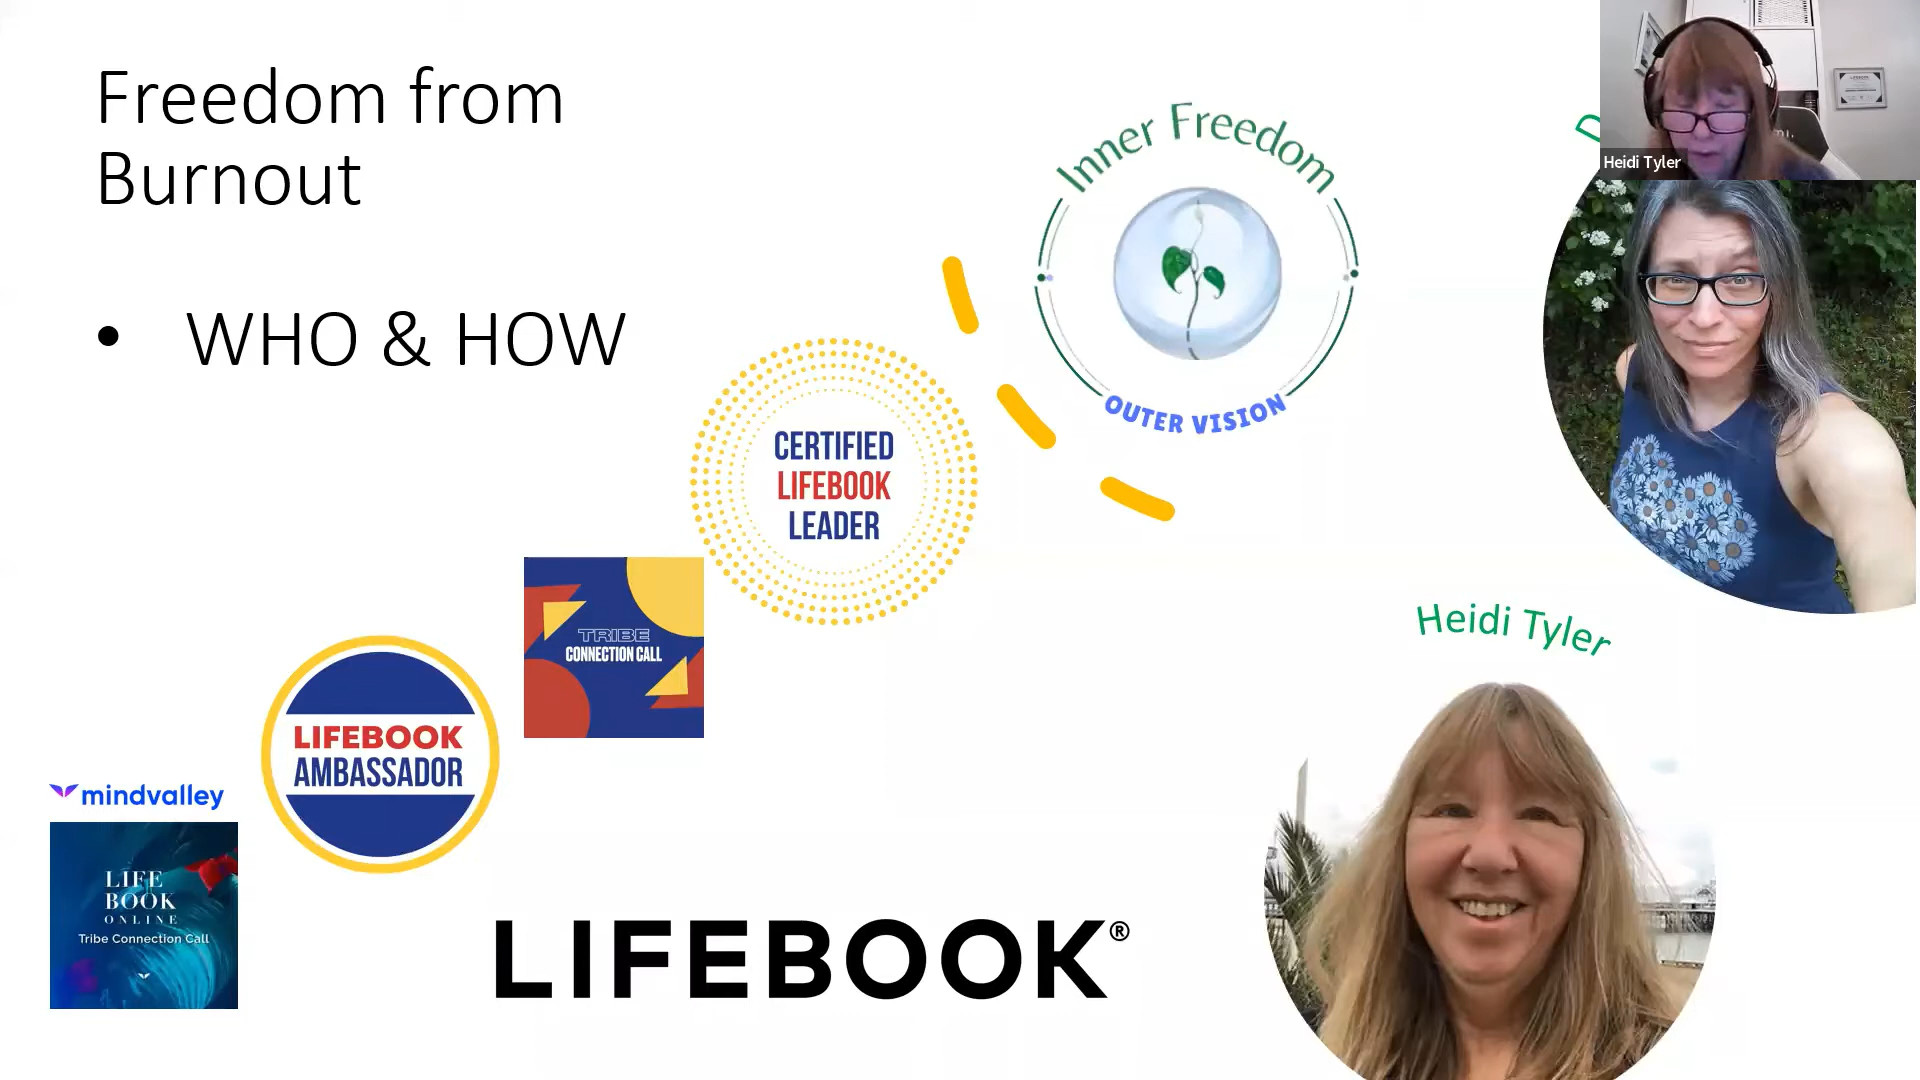 Freedom from
Burnout
• WHO & HOW
Inner Freedom
OUTER VISION
Heidi Tyler
CERTIFIED
LIFEBOOK
LEADER
TRIBE
CONNECTION CALL
LIFEBOOK
AMBASSADOR
mindvalley
LIFE
BOOK
ONLINE
Tribe Connection Call
LIFEBOOK®
Heidi Tyler